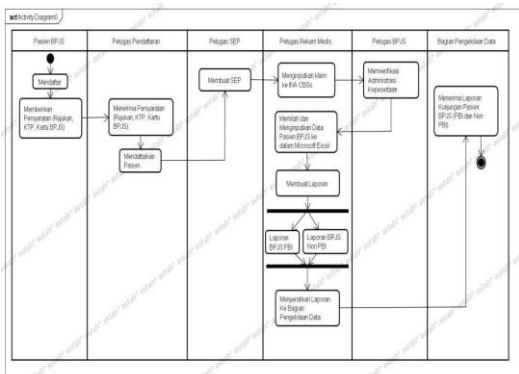 act Activity Diagram0
Pasien BPJS
Petugas Pendaftaran
Petugas SEP
Petugas Rekam Medis
Petugas BPJS
Bagian Pengelolaan Data
Mendaftar
Memberikan
Persyaratan (Rujukan,
KTP, Kartu BPJS)
Menerima Persyaratan
(Rujukan, KTP, Kartu
BPJS)
Mendaftarkan
Pasien
Membuat SEP
Menginputkan klaim
ke INA CBGs
Memverifikasi
Administrasi
Kepesertaan
Memilah dan
Menginputkan Data
Pasien BPJS ke
dalam Microsoft Excel
Membuat Laporan
Laporan
BPJS PBI
Laporan BPJS
Non PBI
Menyerahkan Laporan
Ke Bagian
Pengelolaan Data
Menerima Laporan
Kunjungan Pasien
BPJS (PBI dan Non
PBI)